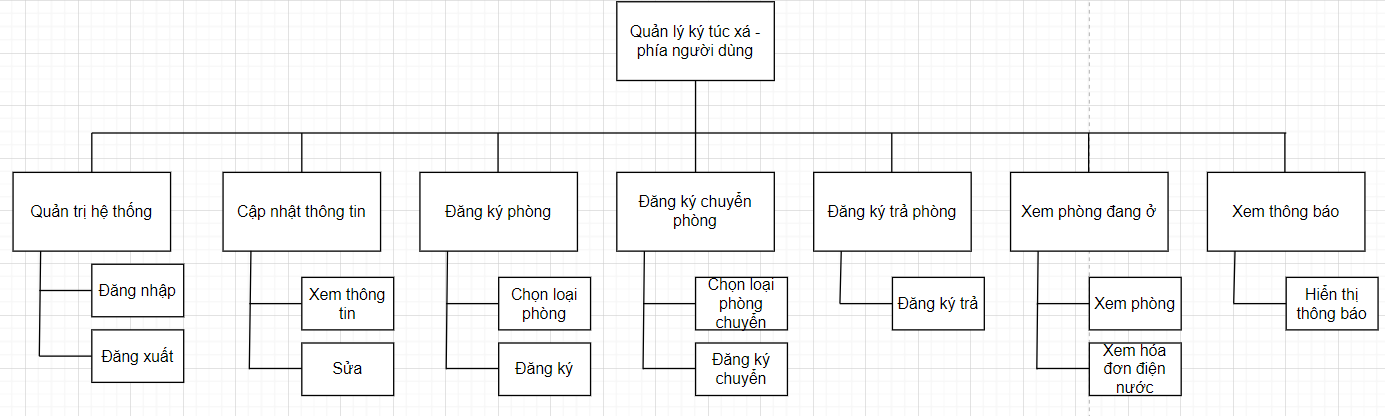 Quản lý ký túc xá -
phía người dùng
Quản trị hệ thống
Cập nhật thông tin
Đăng ký phòng
Đăng ký chuyển
phòng
Đăng ký trả phòng
Xem phòng đang ở
Xem thông báo
Đăng nhập
Đăng xuất
Xem thông
tin
Sửa
Chọn loại
phòng
Đăng ký
Chọn loại
phòng
chuyển
Đăng ký
chuyển
Đăng ký trả
Xem phòng
Xem hóa
đơn điện
nước
Hiển thị
thông báo